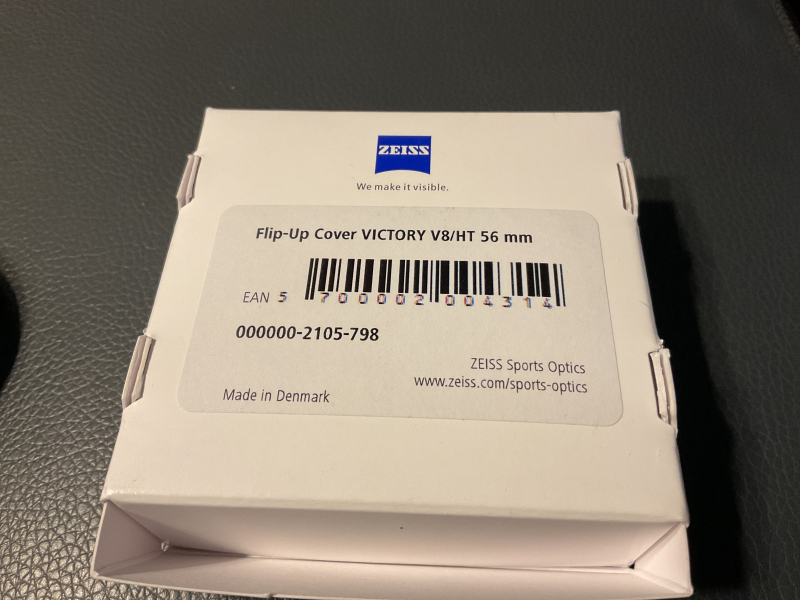 ZEISS
We make it visible.
Flip-Up Cover VICTORY V8/HT 56 mm
EAN 5 700002 004314
000000-2105-798
ZEISS Sports Optics
www.zeiss.com/sports-optics
Made in Denmark